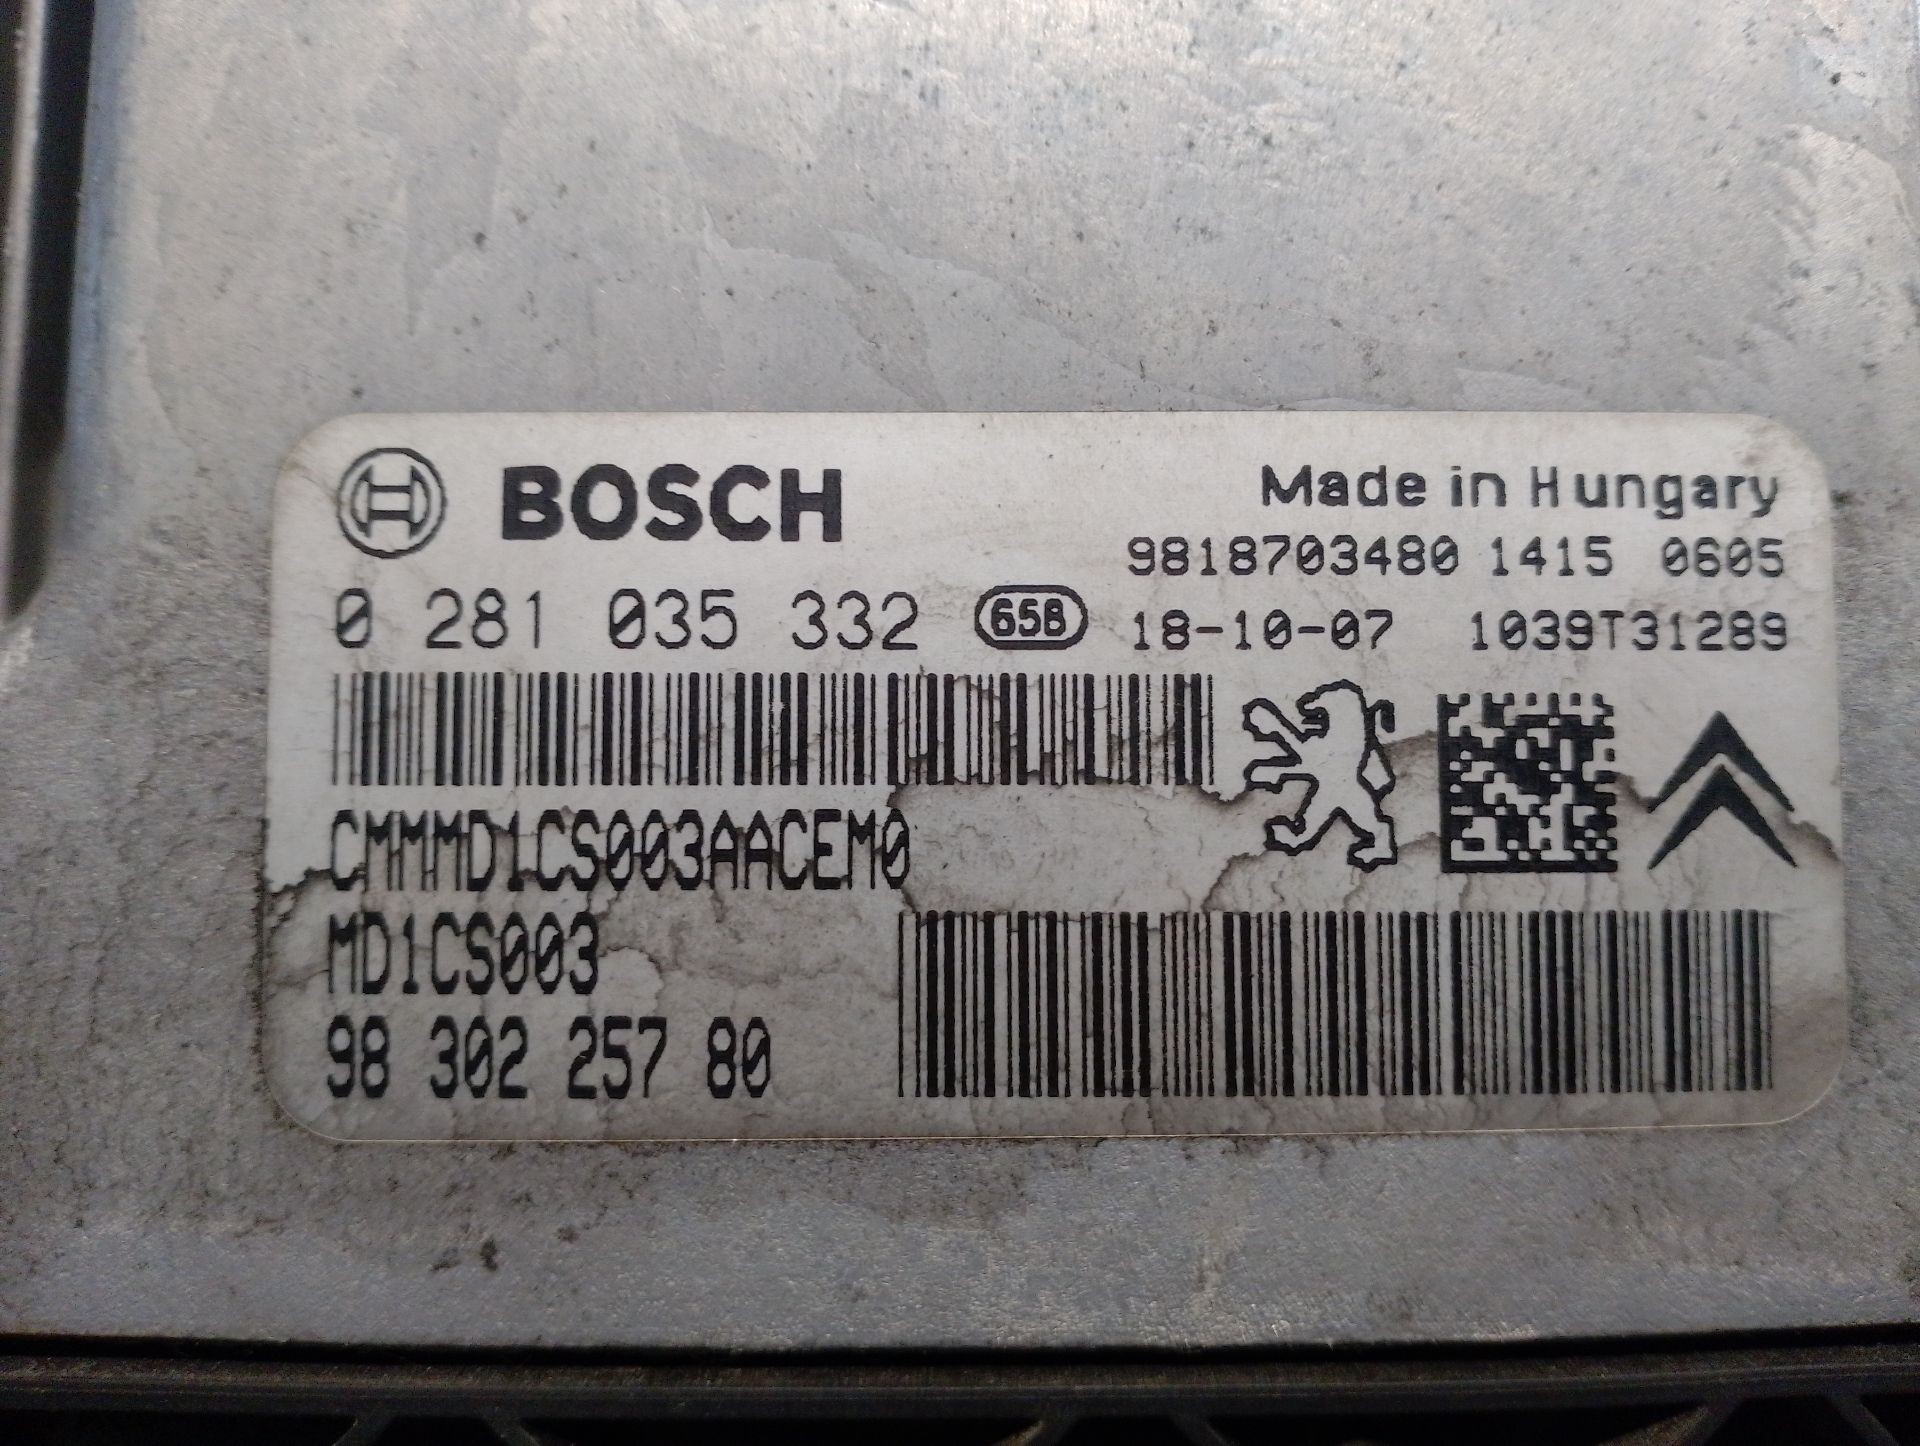 BOSCH
Made in Hungary
9818703480 1415 0605
0 281 035 332 65B 18-10-07 1039T31289
CMMMD1CS003AACEM0
MD1CS003
98 302 257 80